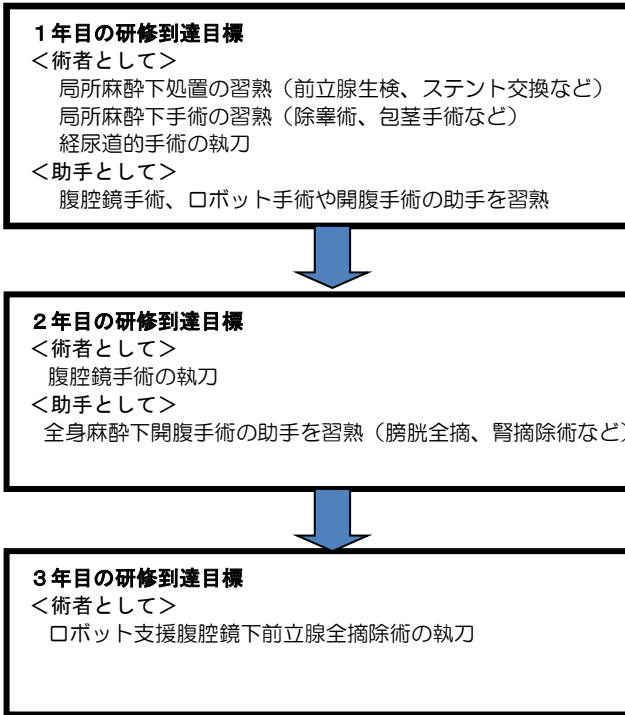 １年目の研修到達目標
＜術者として＞
局所麻酔下処置の習熟（前立腺生検、ステント交換など）
局所麻酔下手術の習熟（除睾術、包茎手術など）
経尿道的手術の執刀
＜助手として＞
腹腔鏡手術、ロボット手術や開腹手術の助手を習熟
２年目の研修到達目標
＜術者として＞
腹腔鏡手術の執刀
＜助手として＞
全身麻酔下開腹手術の助手を習熟（膀胱全摘、腎摘除術など）
３年目の研修到達目標
＜術者として＞
ロボット支援腹腔鏡下前立腺全摘除術の執刀